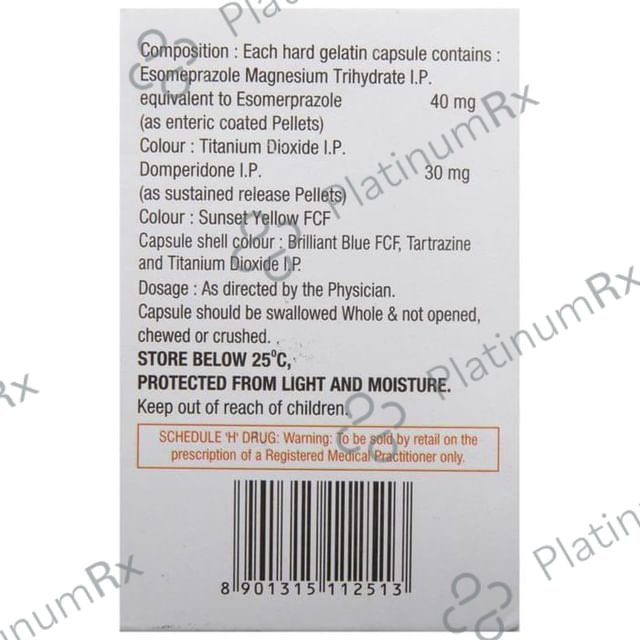 Composition : Each hard gelatin capsule contains :
Esomeprazole Magnesium Trihydrate I.P.
equivalent to Esomerprazole 40 mg
(as enteric coated Pellets)
Colour : Titanium Dioxide I.P.
Domperidone I.P. 30 mg
(as sustained release Pellets)
Colour : Sunset Yellow FCF
Capsule shell colour : Brilliant Blue FCF, Tartrazine
and Titanium Dioxide I.P.
Dosage : As directed by the Physician.
Capsule should be swallowed Whole & not opened,
chewed or crushed.
STORE BELOW 25⁰C,
PROTECTED FROM LIGHT AND MOISTURE.
Keep out of reach of children.
SCHEDULE 'H' DRUG: Warning: To be sold by retail on the
prescription of a Registered Medical Practitioner only.
8 901315 112513
PlatinumRx
PlatinumRx
PlatinumRx
Rx
inumRx
Platinu